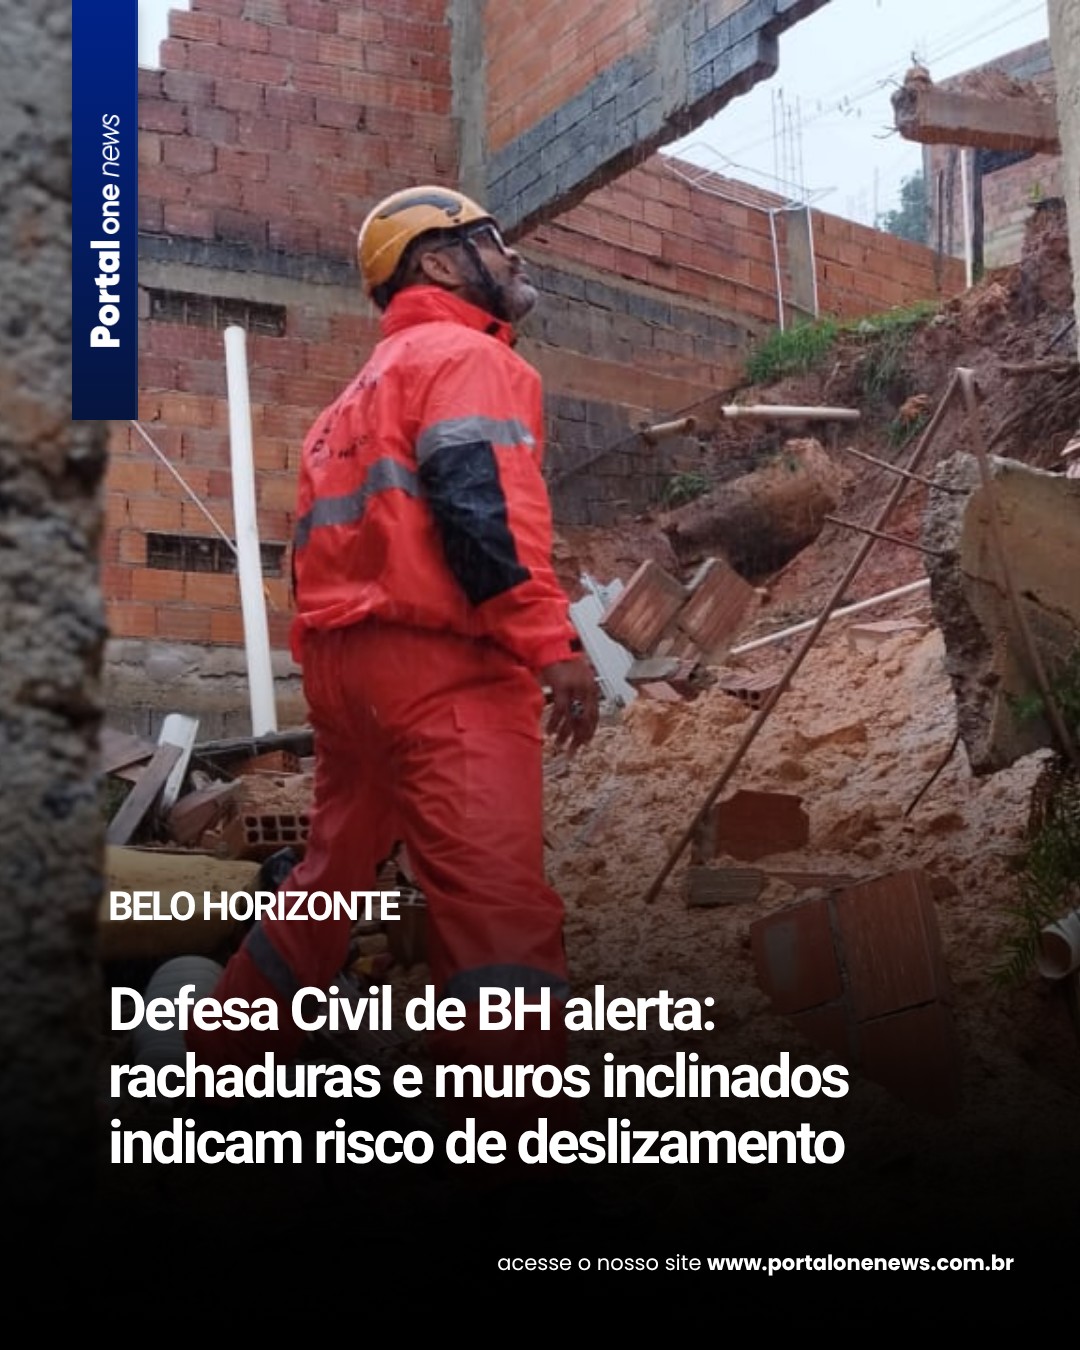 Portal one news
BELO HORIZONTE
Defesa Civil de BH alerta:
rachaduras e muros inclinados
indicam risco de deslizamento
acesse o nosso site www.portalonenews.com.br